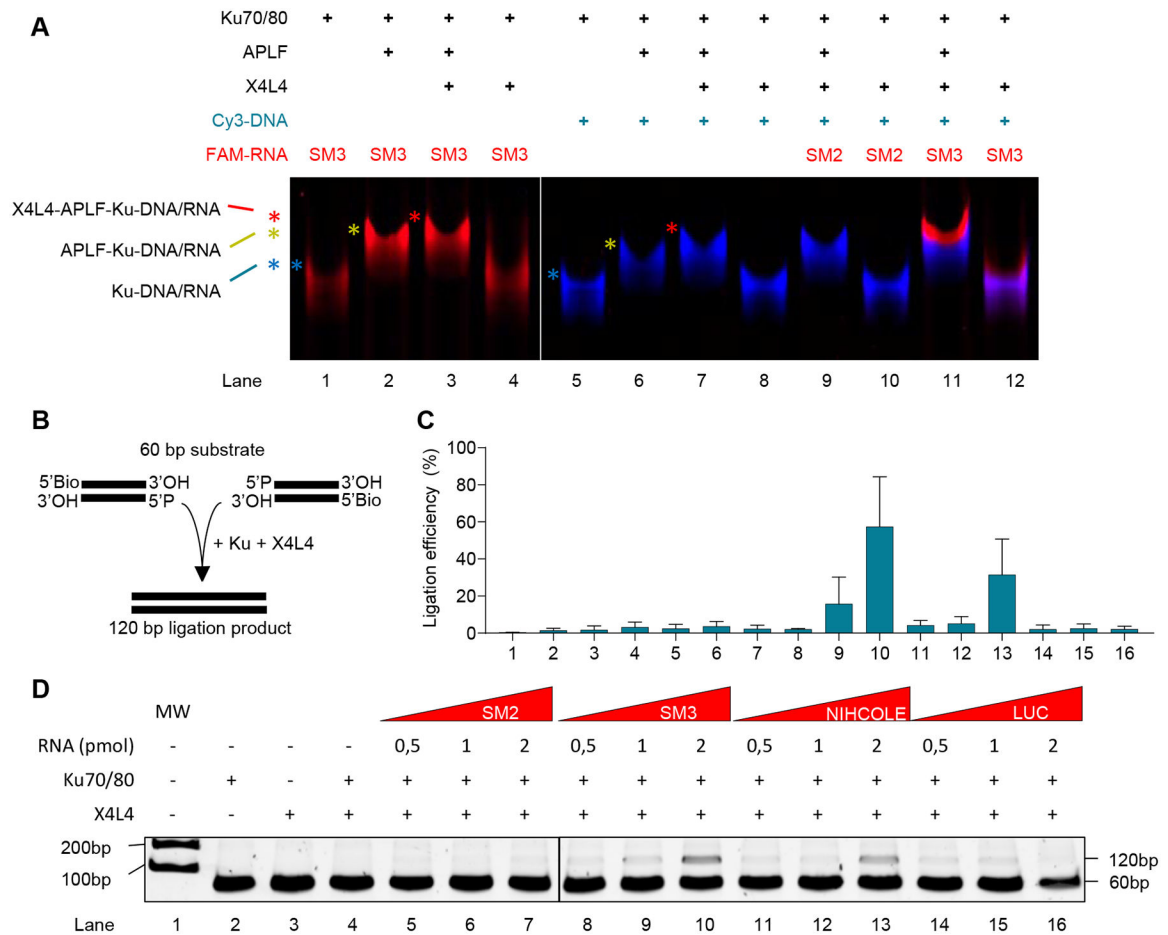 A
Ku70/80 + + + + + + + + + + + +
APLF + + + + + +
X4L4 + + + + + + + +
Cy3-DNA + + + + + + + +
FAM-RNA SM3 SM3 SM3 SM3 SM2 SM2 SM3 SM3
X4L4-APLF-Ku-DNA/RNA *
APLF-Ku-DNA/RNA *
Ku-DNA/RNA *
* * * * * *
Lane 1 2 3 4 5 6 7 8 9 10 11 12
B
60 bp substrate
5'Bio 3'OH 5'P 3'OH
3'OH 5'P 3'OH 5'Bio
+ Ku + X4L4
120 bp ligation product
C
Ligation efficiency (%)
100
80
60
40
20
0
1 2 3 4 5 6 7 8 9 10 11 12 13 14 15 16
D
MW SM2 SM3 NIHCOLE LUC
RNA (pmol) - - - - 0,5 1 2 0,5 1 2 0,5 1 2 0,5 1 2
Ku70/80 - + - + + + + + + + + + + + + +
X4L4 - - + + + + + + + + + + + + + +
200bp
100bp
120bp
60bp
Lane 1 2 3 4 5 6 7 8 9 10 11 12 13 14 15 16